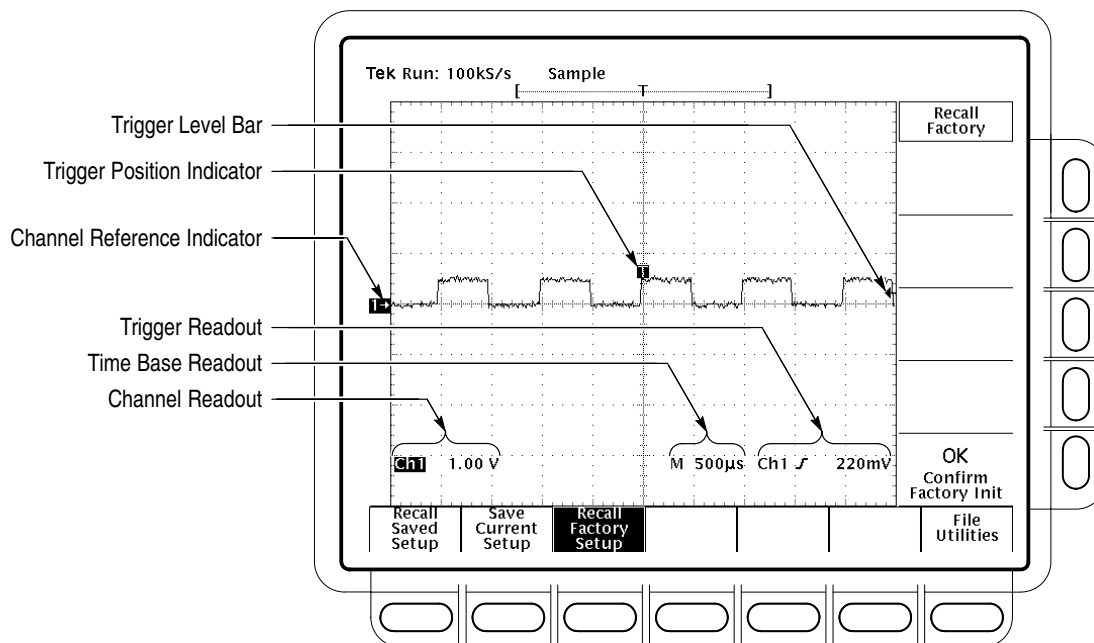 Tek Run: 100kS/s Sample
[ T ]
Trigger Level Bar
Trigger Position Indicator
Channel Reference Indicator
Trigger Readout
Time Base Readout
Channel Readout
T
1→
Ch1 1.00 V
M 500µs
Ch1 220mV
Recall
Factory
OK
Confirm
Factory Init
Recall
Saved
Setup
Save
Current
Setup
Recall
Factory
Setup
File
Utilities